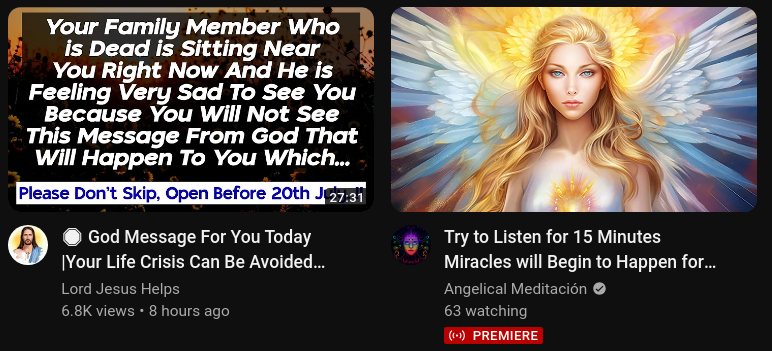 Your Family Member Who
is Dead is Sitting Near
You Right Now And He is
Feeling Very Sad To See You
Because You Will Not See
This Message From God That
Will Happen To You Which...
Please Don't Skip, Open Before 20th
27:31
God Message For You Today
|Your Life Crisis Can Be Avoided...
Lord Jesus Helps
6.8K views • 8 hours ago
Try to Listen for 15 Minutes
Miracles will Begin to Happen for...
Angelical Meditación
63 watching
PREMIERE